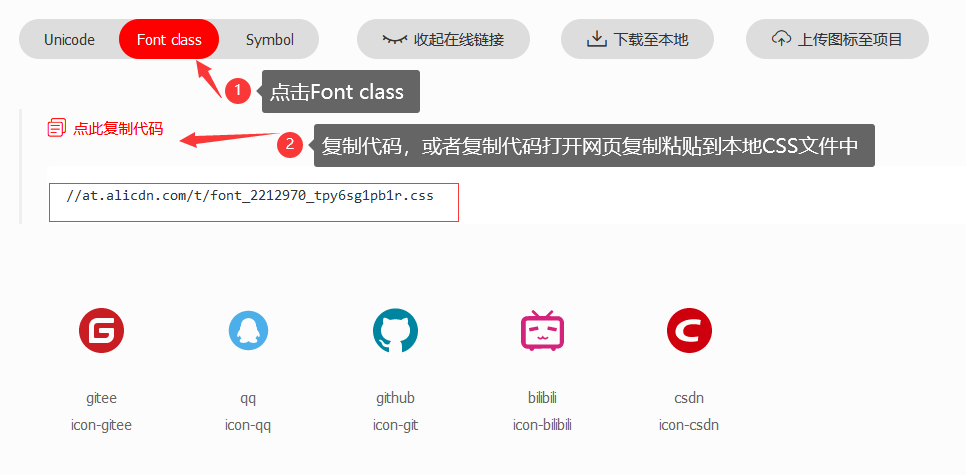 Unicode Font class Symbol 收起在线链接 下载至本地 上传图标至项目
1 点击Font class
点此复制代码
2 复制代码，或者复制代码打开网页复制粘贴到本地CSS文件中
//at.alicdn.com/t/font_2212970_tpy6sg1pb1r.css
gitee qq github bilibili csdn
icon-gitee icon-qq icon-git icon-bilibili icon-csdn